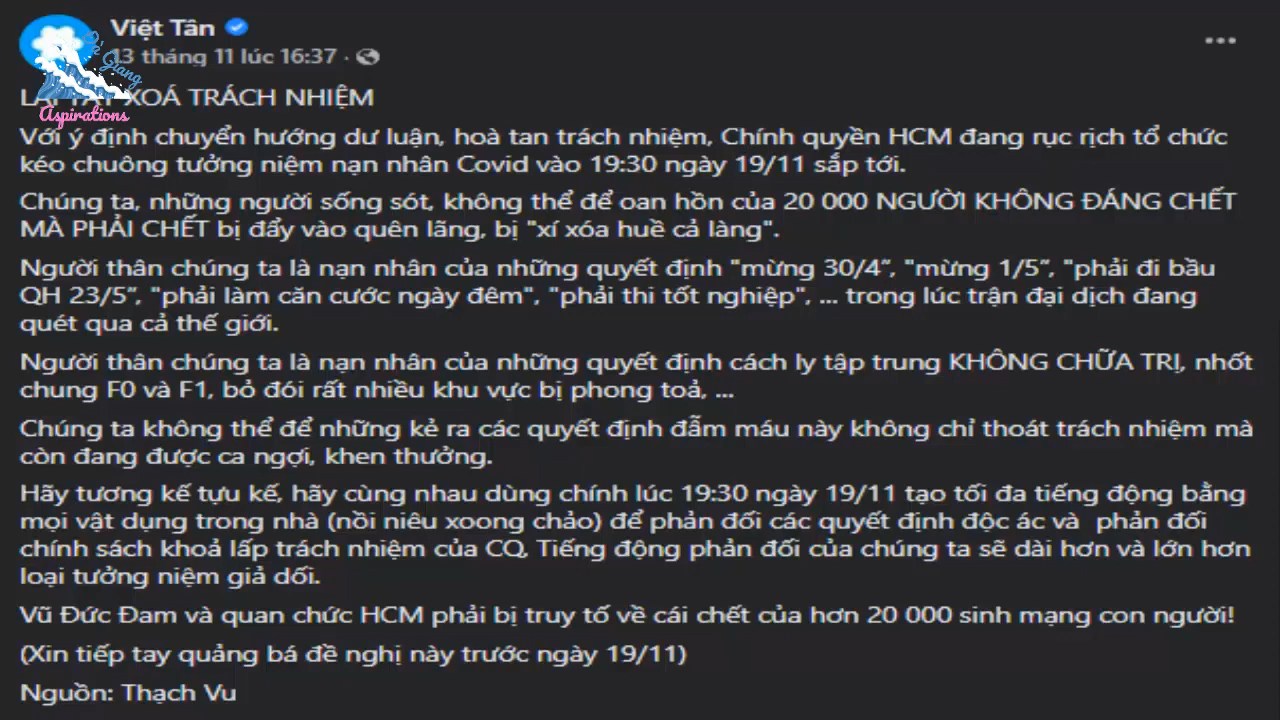 Việt Tân
13 tháng 11 lúc 16:37
Dã Giang
Aspirations
XOÁ TRÁCH NHIỆM
Với ý định chuyển hướng dư luận, hoà tan trách nhiệm, Chính quyền HCM đang rục rịch tổ chức
kéo chuông tưởng niệm nạn nhân Covid vào 19:30 ngày 19/11 sắp tới.
Chúng ta, những người sống sót, không thể để oan hồn của 20 000 NGƯỜI KHÔNG ĐÁNG CHẾT
MÀ PHẢI CHẾT bị đẩy vào quên lãng, bị "xí xóa huề cả làng".
Người thân chúng ta là nạn nhân của những quyết định "mừng 30/4”, "mừng 1/5”, "phải đi bầu
QH 23/5”, "phải làm căn cước ngày đêm", "phải thi tốt nghiệp", ... trong lúc trận đại dịch đang
quét qua cả thế giới.
Người thân chúng ta là nạn nhân của những quyết định cách ly tập trung KHÔNG CHỮA TRỊ, nhốt
chung F0 và F1, bỏ đói rất nhiều khu vực bị phong toả, ...
Chúng ta không thể để những kẻ ra các quyết định đẫm máu này không chỉ thoát trách nhiệm mà
còn đang được ca ngợi, khen thưởng.
Hãy tương kế tựu kế, hãy cùng nhau dùng chính lúc 19:30 ngày 19/11 tạo tối đa tiếng động bằng
mọi vật dụng trong nhà (nồi niêu xoong chảo) để phản đối các quyết định độc ác và phản đối
chính sách khoả lấp trách nhiệm của CQ, Tiếng động phản đối của chúng ta sẽ dài hơn và lớn hơn
loại tưởng niệm giả dối.
Vũ Đức Đam và quan chức HCM phải bị truy tố về cái chết của hơn 20 000 sinh mạng con người!
(Xin tiếp tay quảng bá đề nghị này trước ngày 19/11)
Nguồn: Thạch Vu